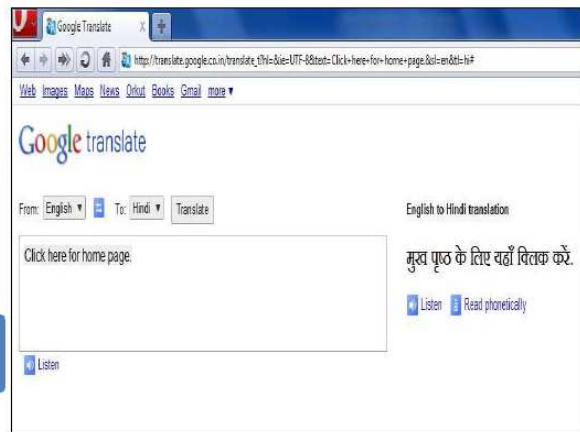 Google Translate X
http://translate.google.co.in/translate_t?hl=&ie=UTF-8&text=Click+here+for+home+page.&sl=en&tl=hi#
Web Images Maps News Orkut Books Gmail more ▼
Google translate
From: English ▼ To: Hindi ▼ Translate
English to Hindi translation
Click here for home page.
मुख पृष्ठ के लिए यहाँ क्लिक करें.
Listen Read phonetically
Listen